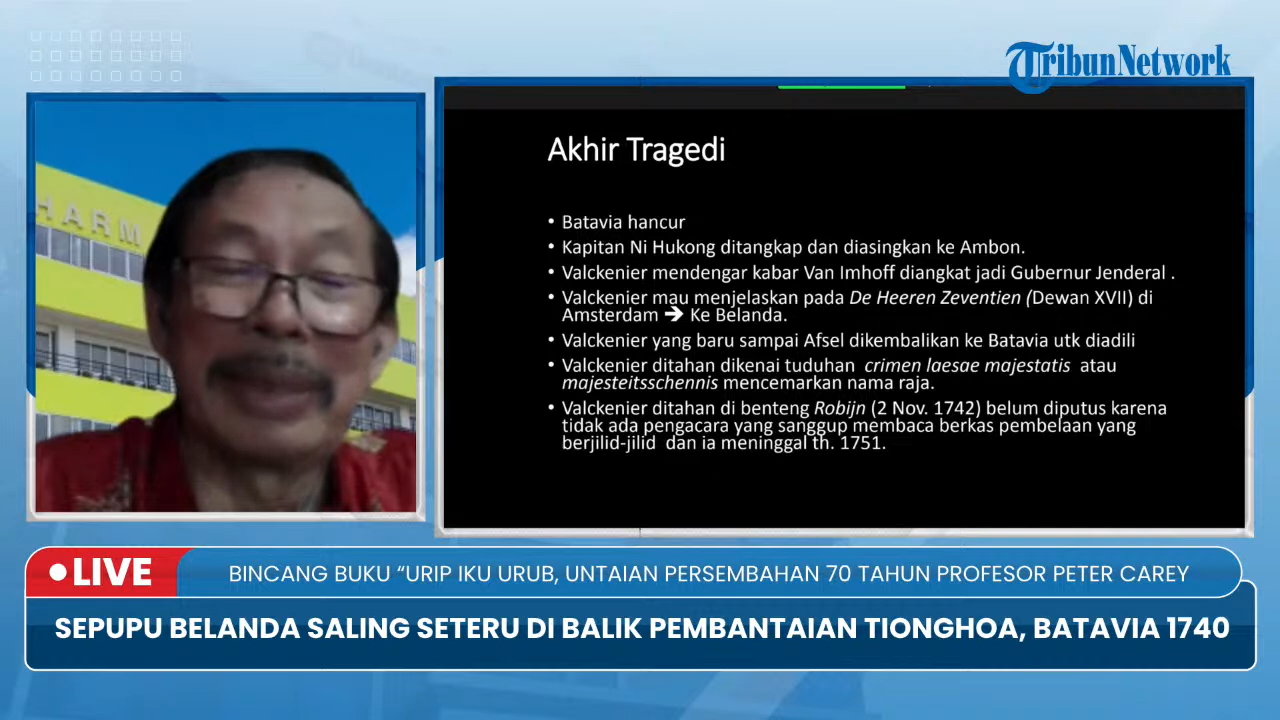 TribunNetwork
HARM
Akhir Tragedi
• Batavia hancur
• Kapitan Ni Hukong ditangkap dan diasingkan ke Ambon.
• Valckenier mendengar kabar Van Imhoff diangkat jadi Gubernur Jenderal .
• Valckenier mau menjelaskan pada De Heeren Zeventien (Dewan XVII) di
Amsterdam ➔ Ke Belanda.
• Valckenier yang baru sampai Afsel dikembalikan ke Batavia utk diadili
• Valckenier ditahan dikenai tuduhan crimen laesae majestatis atau
majesteitsschennis mencemarkan nama raja.
• Valckenier ditahan di benteng Robijn (2 Nov. 1742) belum diputus karena
tidak ada pengacara yang sanggup membaca berkas pembelaan yang
berjilid-jilid dan ia meninggal th. 1751.
LIVE
BINCANG BUKU “URIP IKU URUB, UNTAIAN PERSEMBAHAN 70 TAHUN PROFESOR PETER CAREY
SEPUPU BELANDA SALING SETERU DI BALIK PEMBANTAIAN TIONGHOA, BATAVIA 1740